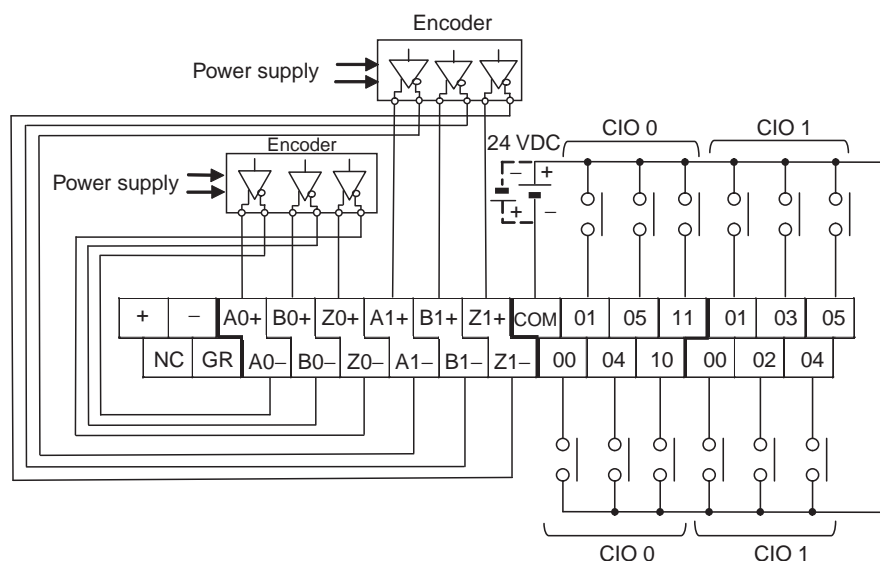 Encoder
Power supply
CIO 0 CIO 1
24 VDC
Encoder
– +
Power supply
+ –
+ – A0+ B0+ Z0+ A1+ B1+ Z1+ COM 01 05 11 01 03 05
NC GR A0– B0– Z0– A1– B1– Z1– 00 04 10 00 02 04
CIO 0 CIO 1